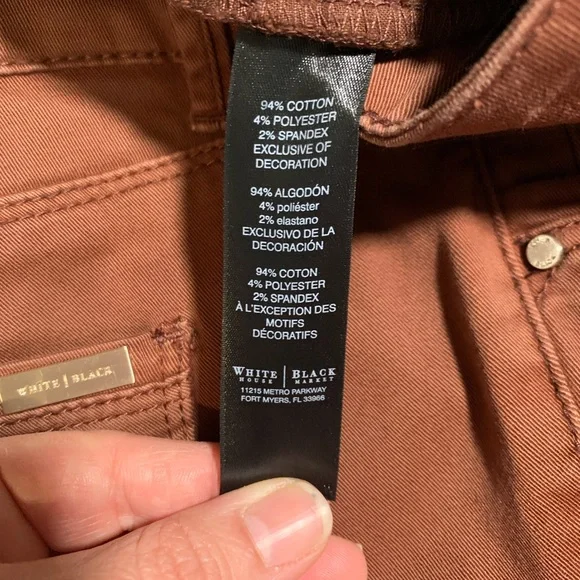 94% COTTON
4% POLYESTER
2% SPANDEX
EXCLUSIVE OF
DECORATION
94% ALGODÓN
4% poliéster
2% elastano
EXCLUSIVO DE LA
DECORACIÓN
94% COTON
4% POLYESTER
2% SPANDEX
À L'EXCEPTION DES
MOTIFS
DÉCORATIFS
WHITE | BLACK
HOUSE MARKET
11215 METRO PARKWAY
FORT MYERS, FL 33966
WHITE | BLACK